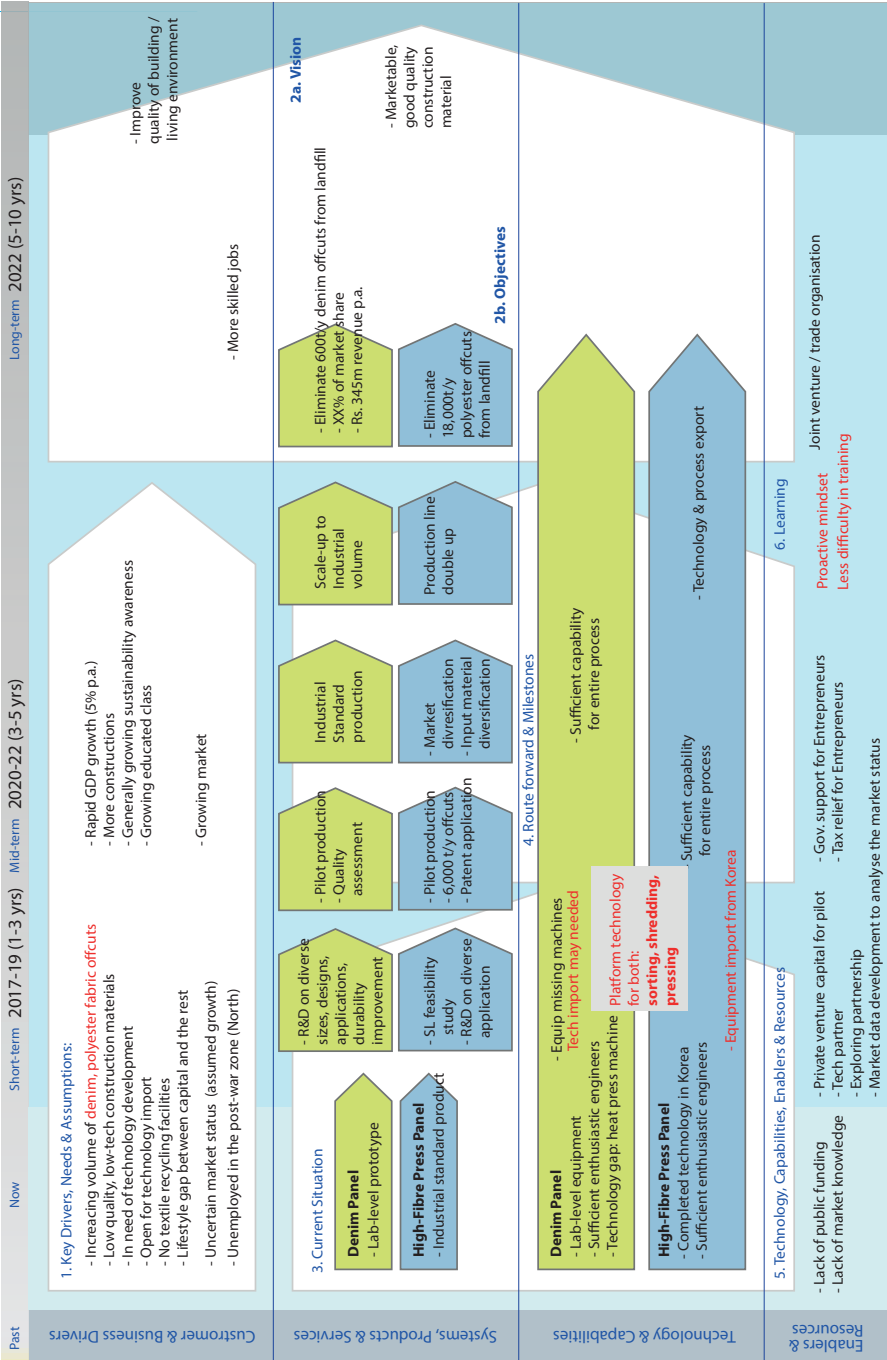 Past
Now
Short-term 2017-19 (1-3 yrs)
Mid-term 2020-22 (3-5 yrs)
Long-term 2022 (5-10 yrs)
Custromer & Business Drivers
1. Key Drivers, Needs & Assumptions:
- Increacing volume of denim, polyester fabric offcuts
- Low quality, low-tech construction materials
- In need of technology development
- Open for technology import
- No textile recycling facilities
- Lifestyle gap between capital and the rest
- Uncertain market status (assumed growth)
- Unemployed in the post-war zone (North)
- Rapid GDP growth (5% p.a.)
- More constructions
- Generally growing sustainability awareness
- Growing educated class
- Growing market
- More skilled jobs
- Improve
quality of building /
living environment
Systems, Products & Services
3. Current Situation
Denim Panel
- Lab-level prototype
High-Fibre Press Panel
- Industrial standard product
- R&D on diverse
sizes, designs,
applications,
durability
improvement
- SL feasibility
study
- R&D on diverse
application
- Pilot production
- Quality
assessment
- Pilot production
- 6,000 t/y offcuts
- Patent application
Industrial
Standard
production
- Market
divresification
- Input material
diversification
Scale-up to
Industrial
volume
Production line
double up
- Eliminate 600t/y denim offcuts from landfill
- XX% of market share
- Rs. 345m revenue p.a.
- Eliminate
18,000t/y
polyester offcuts
from landfill
2b. Objectives
2a. Vision
- Marketable,
good quality
construction
material
Technology & Capabilities
4. Route forward & Milestones
Denim Panel
- Lab-level equipment
- Sufficient enthusiastic engineers
- Technology gap: heat press machine
- Equip missing machines
Tech import may needed
Platform technology
for both:
sorting, shredding,
pressing
- Sufficient capability
for entire process
High-Fibre Press Panel
- Completed technology in Korea
- Sufficient enthusiastic engineers
- Equipment import from Korea
- Sufficient capability
for entire process
- Technology & process export
Enablers &
Resources
5. Technology, Capabilities, Enablers & Resources
6. Learning
- Lack of public funding
- Lack of market knowledge
- Private venture capital for pilot
- Tech partner
- Exploring partnership
- Market data development to analyse the market status
- Gov. support for Entrepreneurs
- Tax relief for Entrepreneurs
Proactive mindset
Less difficulty in training
Joint venture / trade organisation